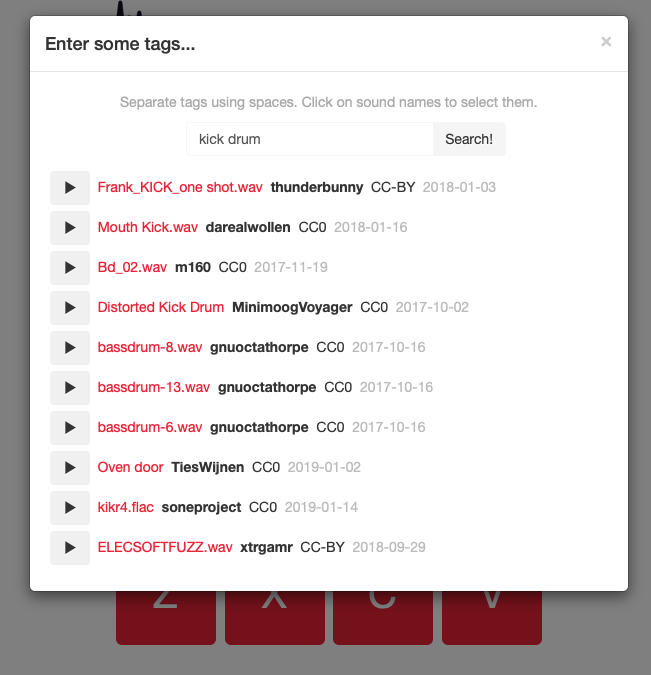 Enter some tags...
×
Separate tags using spaces. Click on sound names to select them.
kick drum Search!
Frank_KICK_one shot.wav thunderbunny CC-BY 2018-01-03
Mouth Kick.wav darealwollen CC0 2018-01-16
Bd_02.wav m160 CC0 2017-11-19
Distorted Kick Drum MinimoogVoyager CC0 2017-10-02
bassdrum-8.wav gnuoctathorpe CC0 2017-10-16
bassdrum-13.wav gnuoctathorpe CC0 2017-10-16
bassdrum-6.wav gnuoctathorpe CC0 2017-10-16
Oven door TiesWijnen CC0 2019-01-02
kikr4.flac soneproject CC0 2019-01-14
ELECSOFTFUZZ.wav xtrgamr CC-BY 2018-09-29
Z X C V